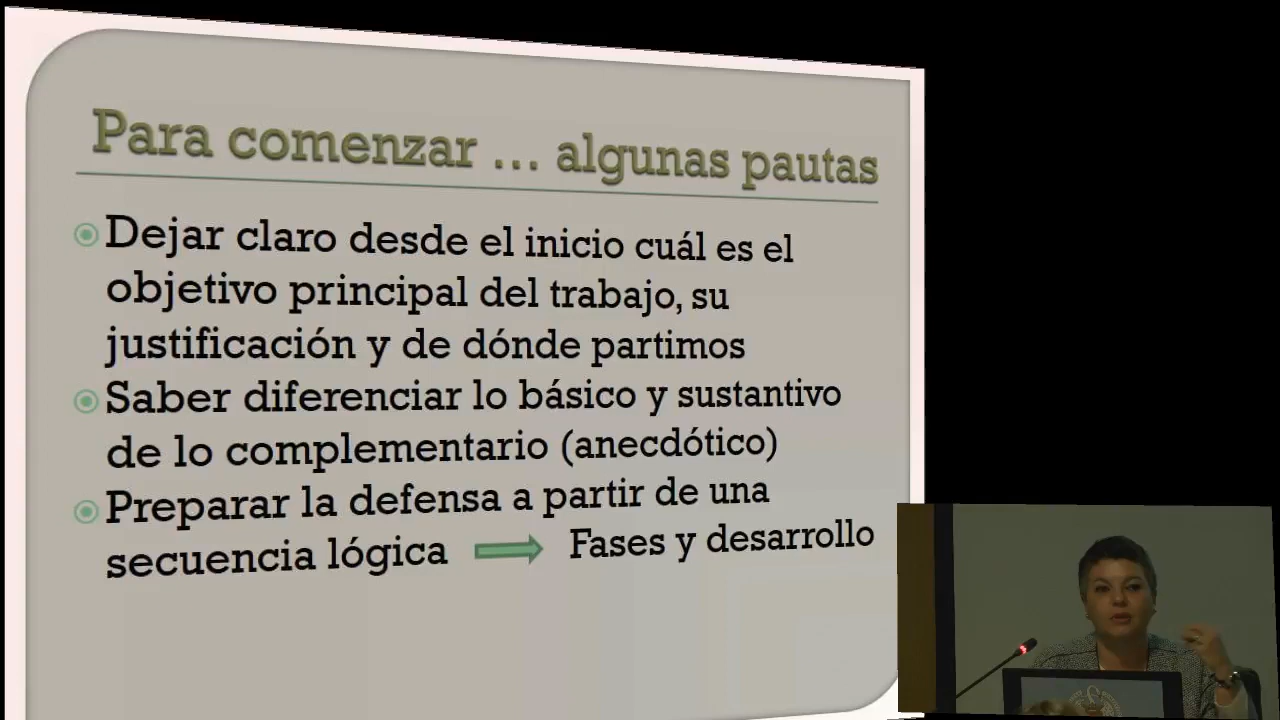 Para comenzar ... algunas pautas
Dejar claro desde el inicio cuál es el
objetivo principal del trabajo, su
justificación y de dónde partimos
Saber diferenciar lo básico y sustantivo
de lo complementario (anecdótico)
Preparar la defensa a partir de una
secuencia lógica Fases y desarrollo